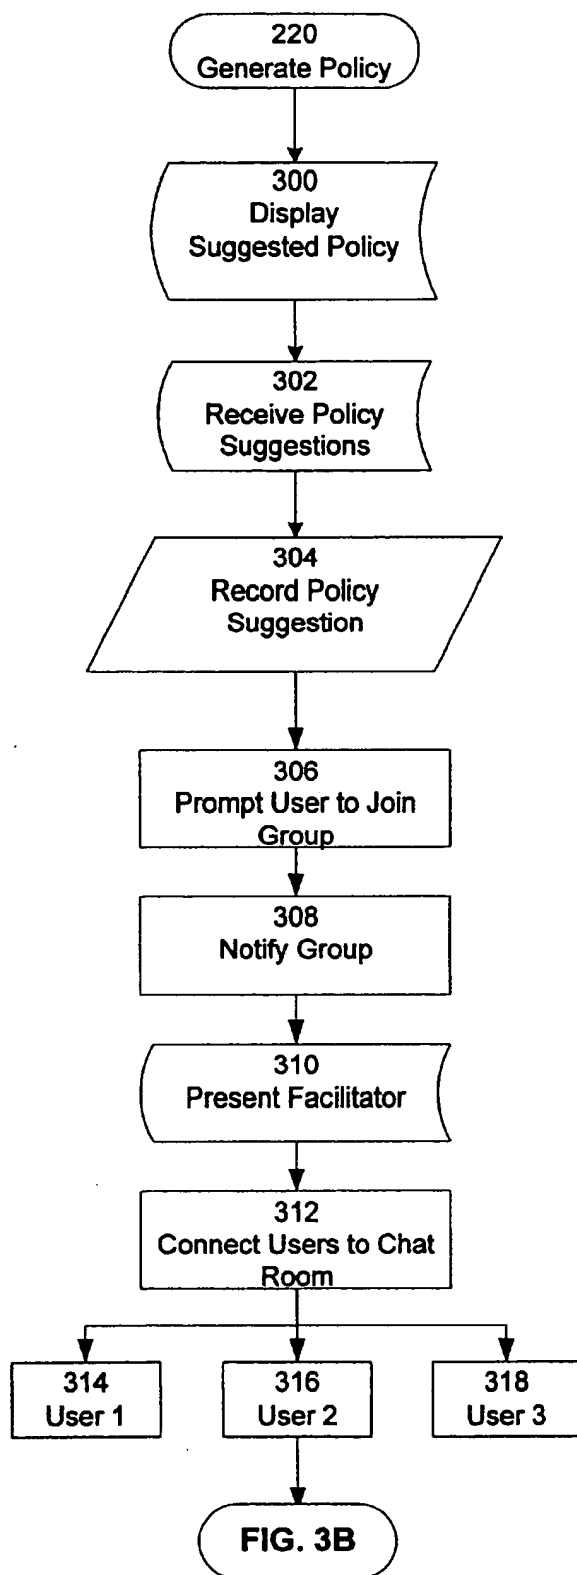 220
Generate Policy
300
Display
Suggested Policy
302
Receive Policy
Suggestions
304
Record Policy
Suggestion
306
Prompt User to Join
Group
308
Notify Group
310
Present Facilitator
312
Connect Users to Chat
Room
314
User 1
316
User 2
318
User 3
FIG. 3B